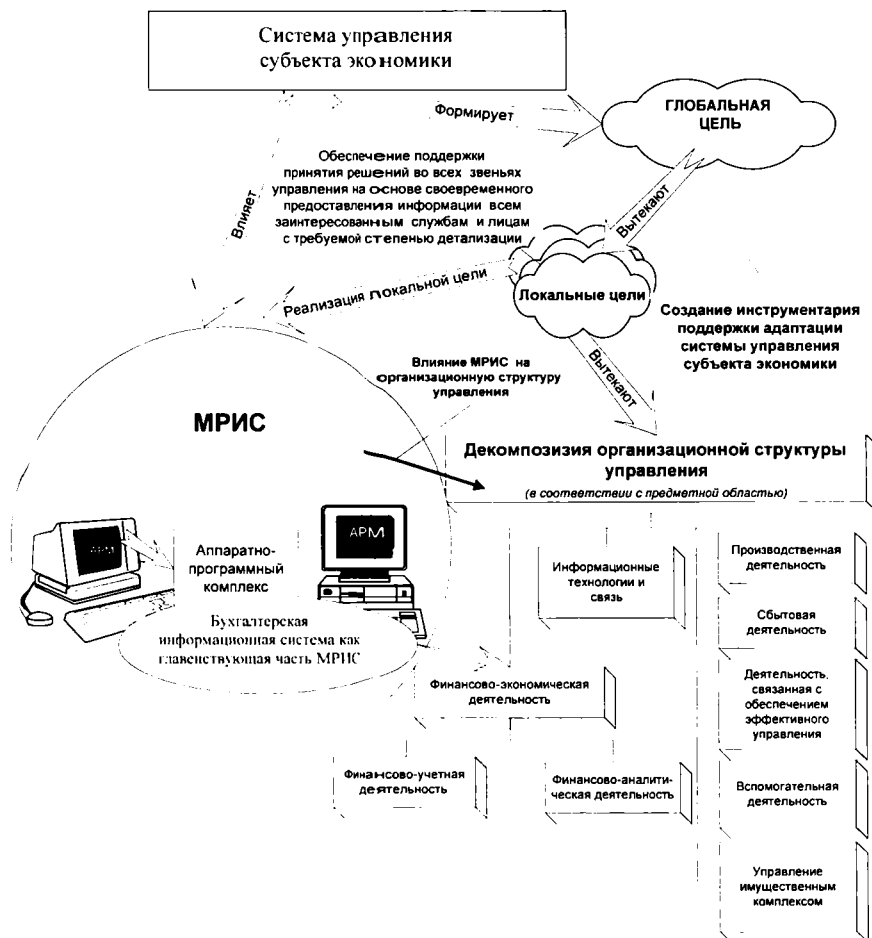 Система управления
субъекта экономики
Формирует
ГЛОБАЛЬНАЯ
ЦЕЛЬ
Обеспечение поддержки
принятия решений во всех звеньях
управления на основе своевременного
предоставления информации всем
заинтересованным службам и лицам
с требуемой степенью детализации
Влияет
Вытекают
Реализация локальной цели
Локальные цели
Создание инструментария
поддержки адаптации
системы управления
субъекта экономики
Вытекают
Влияние МРИС на
организационную структуру
управления
МРИС
Декомпозизия организационной структуры
управления
(в соответствии с предметной областью)
АРМ
Аппаратно-
программный
комплекс
АРМ
Бухгалтерская
информационная система как
главенствующая часть МРИС
Информационные
технологии и
связь
Производственная
деятельность
Сбытовая
деятельность
Финансово-экономическая
деятельность
Деятельность,
связанная с
обеспечением
эффективного
управления
Финансово-учетная
деятельность
Финансово-аналити-
ческая деятельность
Вспомогательная
деятельность
Управление
имущественным
комплексом